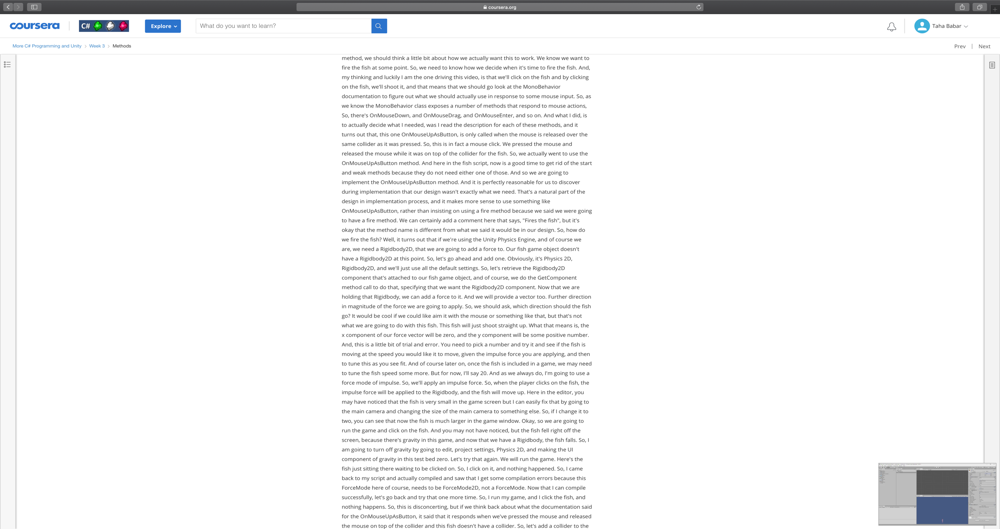 coursera.org
coursera
C#
Explore
What do you want to learn?
Taha Babar
More C# Programming and Unity > Week 3 > Methods
Prev | Next
method, we should think a little bit about how we actually want this to work. We know we want to
fire the fish at some point. So, we need to know how we decide when it's time to fire the fish. And,
my thinking and luckily I am the one driving this video, is that we'll click on the fish and by clicking
on the fish, we'll shoot it, and that means that we should go look at the MonoBehavior
documentation to figure out what we should actually use in response to some mouse input. So, as
we know the MonoBehavior class exposes a number of methods that respond to mouse actions,
So, there's OnMouseDown, and OnMouseDrag, and OnMouseEnter, and so on. And what I did, is
to actually decide what I needed, was I read the description for each of these methods, and it
turns out that, this one OnMouseUpAsButton, is only called when the mouse is released over the
same collider as it was pressed. So, this is in fact a mouse click. We pressed the mouse and
released the mouse while it was on top of the collider for the fish. So, we actually went to use the
OnMouseUpAsButton method. And here in the fish script, now is a good time to get rid of the start
and weak methods because they do not need either one of those. And so we are going to
implement the OnMouseUpAsButton method. And it is perfectly reasonable for us to discover
during implementation that our design wasn't exactly what we need. That's a natural part of the
design in implementation process, and it makes more sense to use something like
OnMouseUpAsButton, rather than insisting on using a fire method because we said we were going
to have a fire method. We can certainly add a comment here that says, "Fires the fish", but it's
okay that the method name is different from what we said it would be in our design. So, how do
we fire the fish? Well, it turns out that if we're using the Unity Physics Engine, and of course we
are, we need a Rigidbody2D, that we are going to add a force to. Our fish game object doesn't
have a Rigidbody2D at this point. So, let's go ahead and add one. Obviously, it's Physics 2D,
Rigidbody2D, and we'll just use all the default settings. So, let's retrieve the Rigidbody2D
component that's attached to our fish game object, and of course, we do the GetComponent
method call to do that, specifying that we want the Rigidbody2D component. Now that we are
holding that Rigidbody, we can add a force to it. And we will provide a vector too. Further direction
in magnitude of the force we are going to apply. So, we should ask, which direction should the fish
go? It would be cool if we could like aim it with the mouse or something like that, but that's not
what we are going to do with this fish. This fish will just shoot straight up. What that means is, the
x component of our force vector will be zero, and the y component will be some positive number.
And, this is a little bit of trial and error. You need to pick a number and try it and see if the fish is
moving at the speed you would like it to move, given the impulse force you are applying, and then
to tune this as you see fit. And of course later on, once the fish is included in a game, we may need
to tune the fish speed some more. But for now, I'll say 20. And as we always do, I'm going to use a
force mode of impulse. So, we'll apply an impulse force. So, when the player clicks on the fish, the
impulse force will be applied to the Rigidbody, and the fish will move up. Here in the editor, you
may have noticed that the fish is very small in the game screen but I can easily fix that by going to
the main camera and changing the size of the main camera to something else. So, if I change it to
two, you can see that now the fish is much larger in the game window. Okay, so we are going to
run the game and click on the fish. And you may not have noticed, but the fish fell right off the
screen, because there's gravity in this game, and now that we have a Rigidbody, the fish falls. So, I
am going to turn off gravity by going to edit, project settings, Physics 2D, and making the UI
component of gravity in this test bed zero. Let's try that again. We will run the game. Here's the
fish just sitting there waiting to be clicked on. So, I click on it, and nothing happened. So, I came
back to my script and actually compiled and saw that I get some compilation errors because this
ForceMode here of course, needs to be ForceMode2D, not a ForceMode. Now that I can compile
successfully, let's go back and try that one more time. So, I run my game, and I click the fish, and
nothing happens. So, this is disconcerting, but if we think back about what the documentation said
for the OnMouseUpAsButton, it said that it responds when we've pressed the mouse and released
the mouse on top of the collider and this fish doesn't have a collider. So, let's add a collider to the